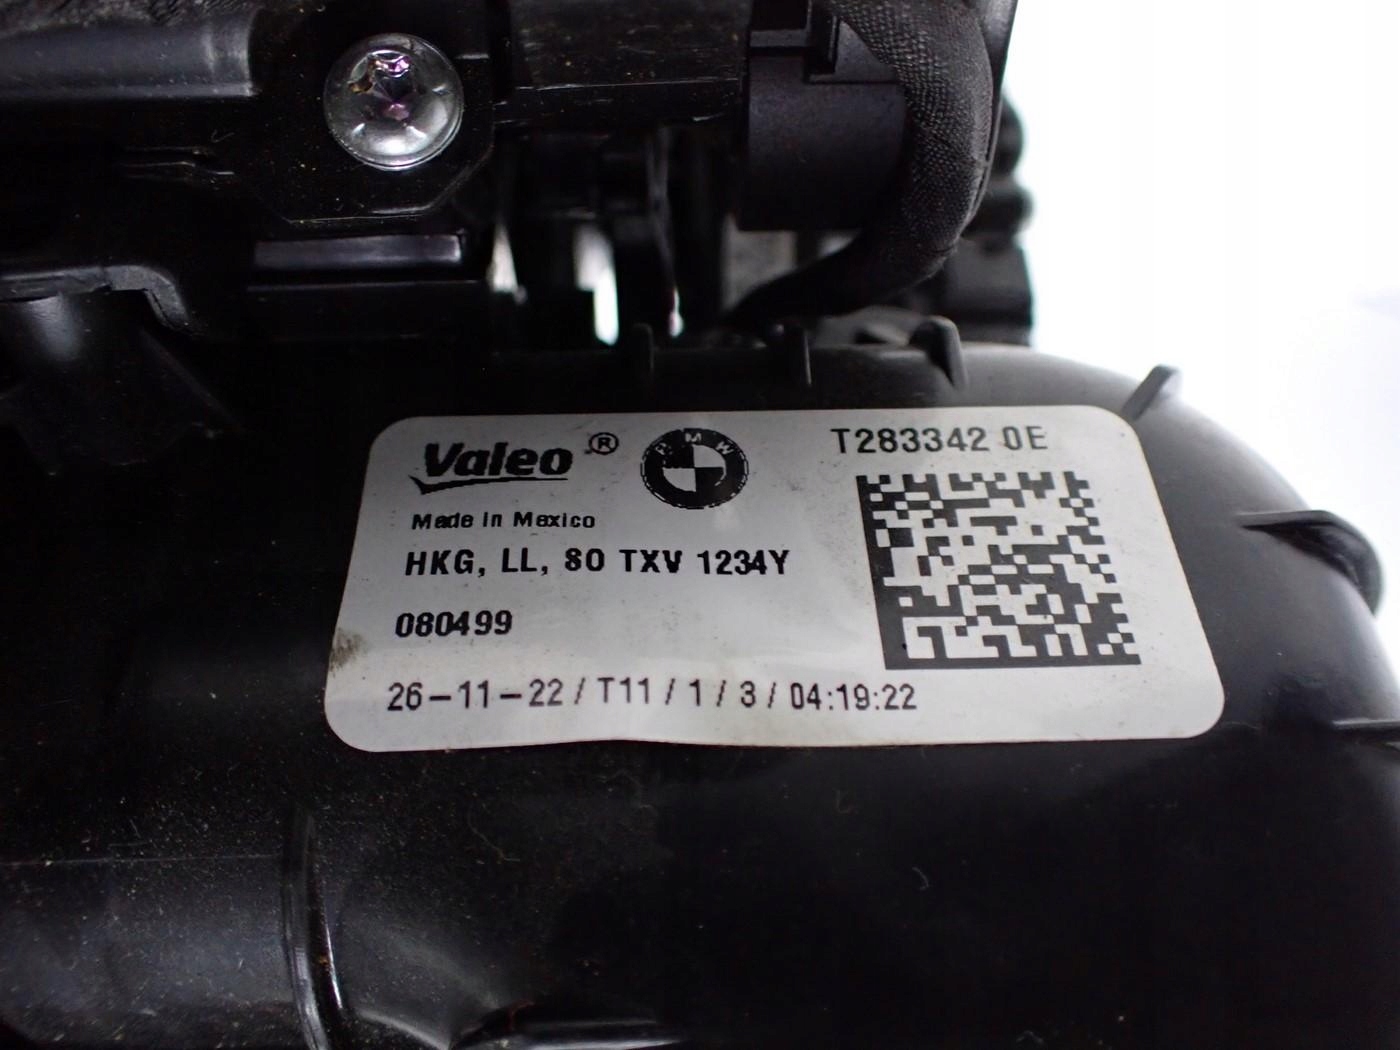 Valeo® BMW T283342 0E
Made in Mexico
HKG, LL, 80 TXV 1234Y
080499
26-11-22 / T11 / 1 / 3 / 04:19:22